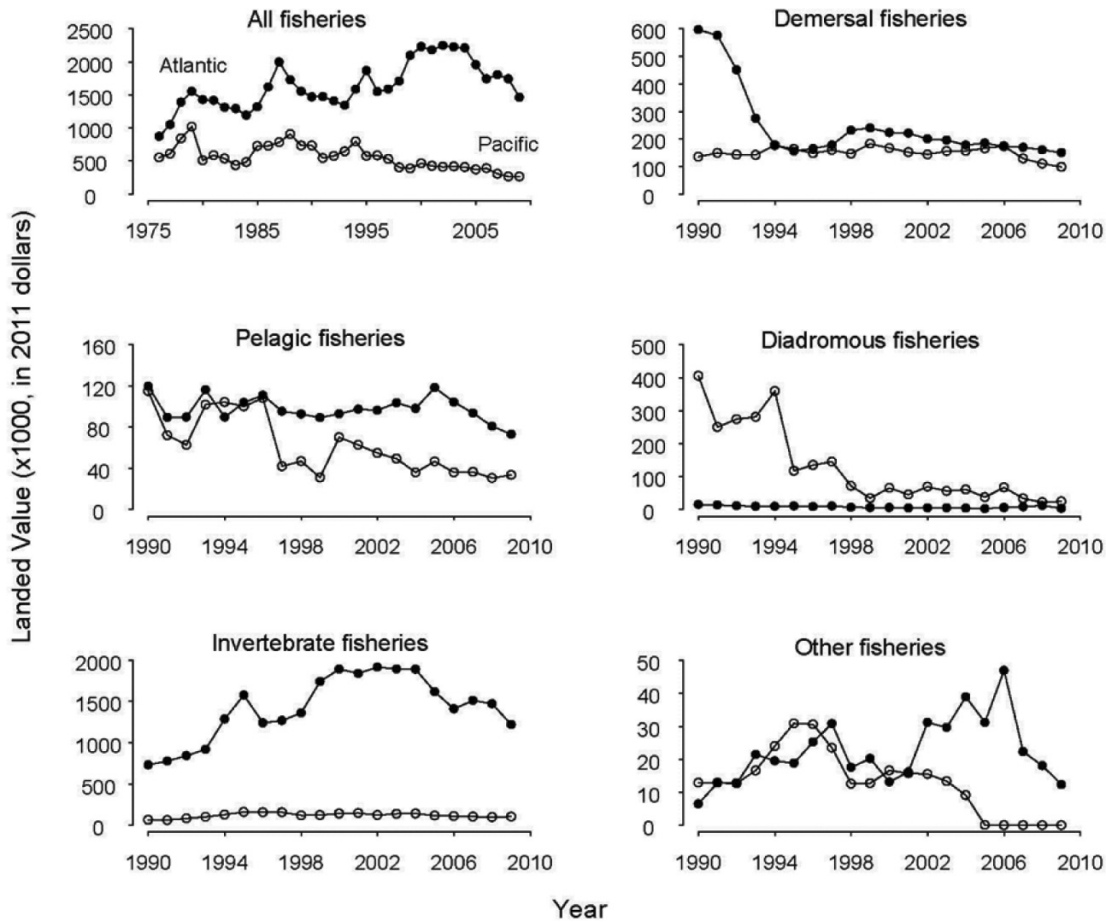 All fisheries
2500
2000
1500
1000
500
0
Atlantic
Pacific
1975 1985 1995 2005
Demersal fisheries
600
500
400
300
200
100
0
1990 1994 1998 2002 2006 2010
Pelagic fisheries
160
120
80
40
0
1990 1994 1998 2002 2006 2010
Diadromous fisheries
500
400
300
200
100
0
1990 1994 1998 2002 2006 2010
Invertebrate fisheries
2000
1500
1000
500
0
1990 1994 1998 2002 2006 2010
Other fisheries
50
40
30
20
10
0
1990 1994 1998 2002 2006 2010
Landed Value (x1000, in 2011 dollars)
Year